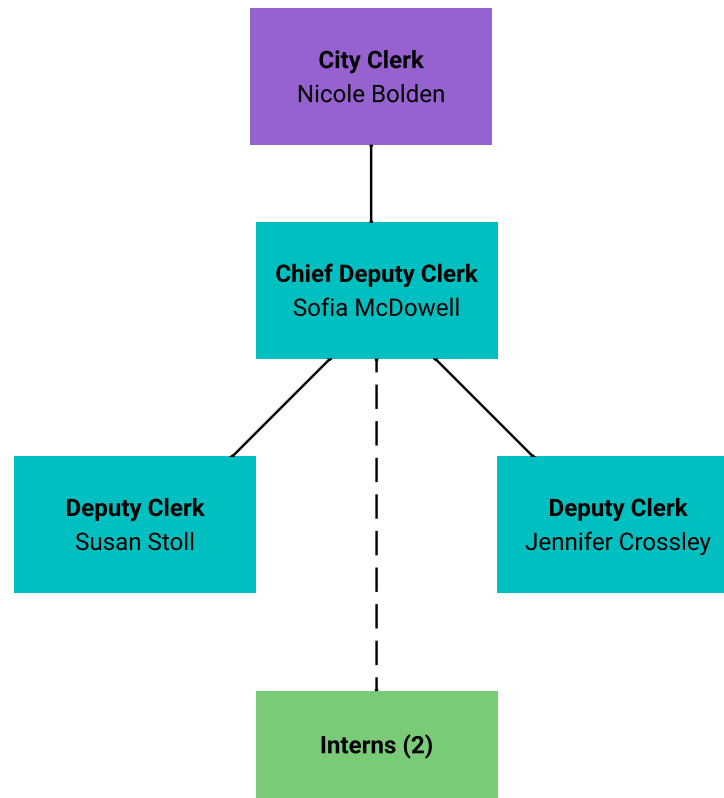 City Clerk
Nicole Bolden
Chief Deputy Clerk
Sofia McDowell
Deputy Clerk
Susan Stoll
Deputy Clerk
Jennifer Crossley
Interns (2)